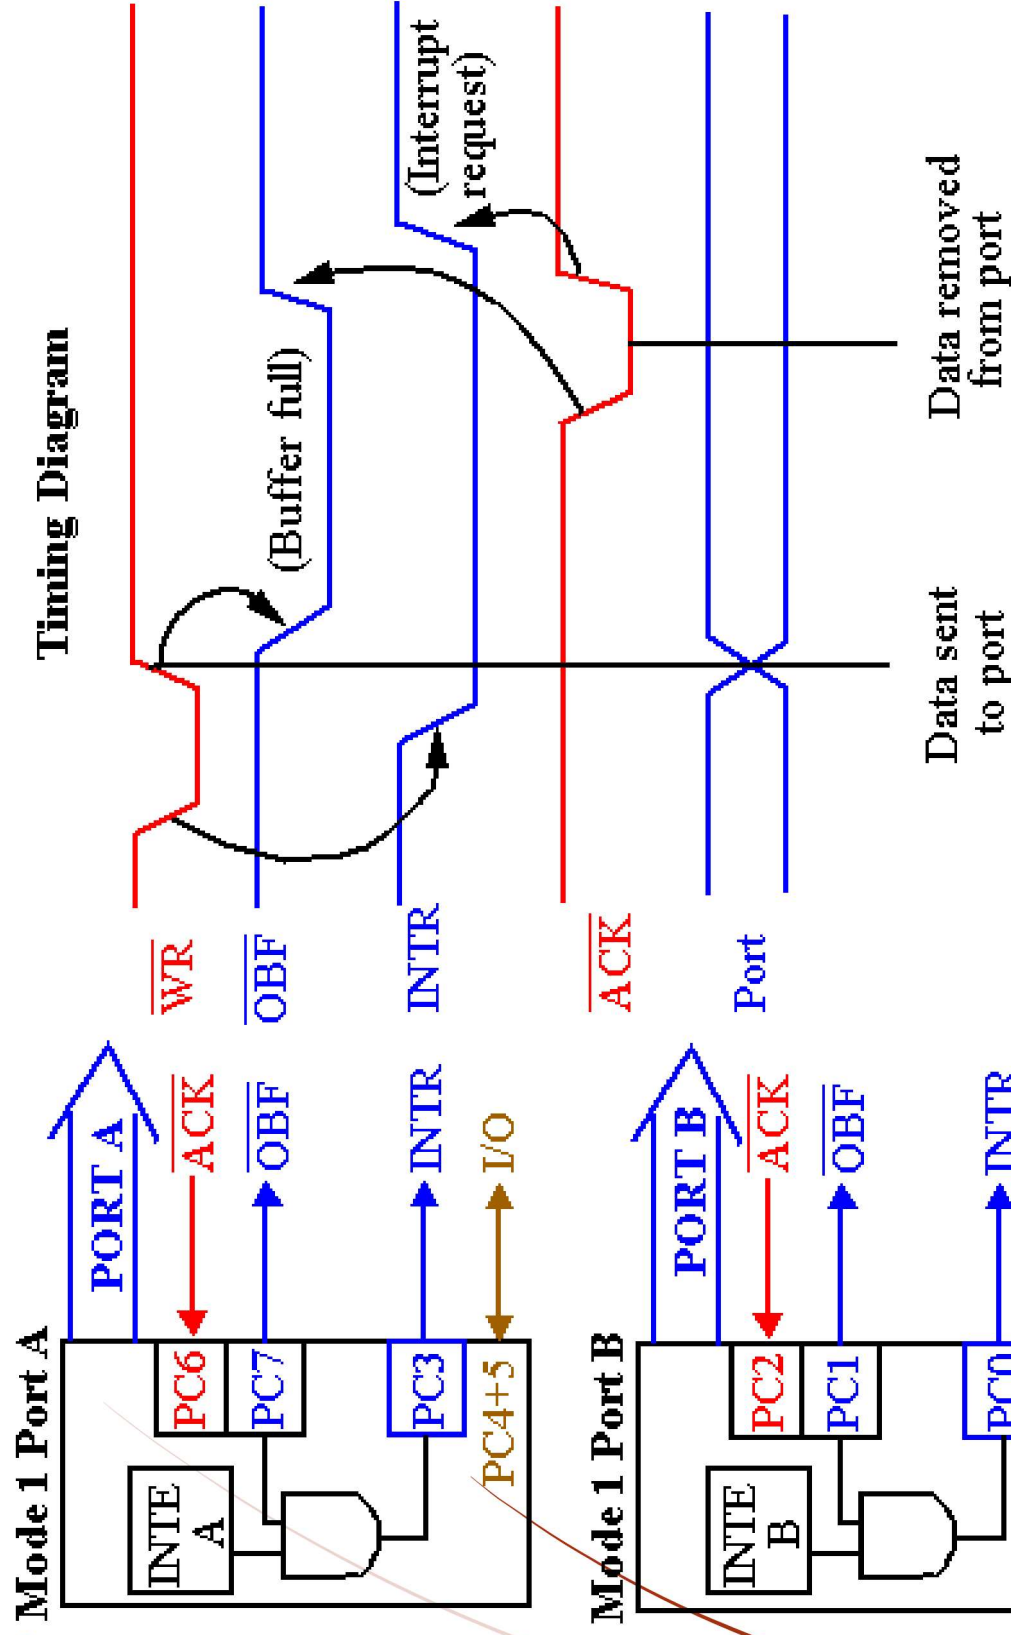 Mode 1 Port A
INTE
A
PC6
PC7
PC3
PC4+5
PORT A
ACK
OBF
INTR
I/O
Mode 1 Port B
INTE
B
PC2
PC1
PC0
PORT B
ACK
OBF
INTR
Timing Diagram
WR
OBF
INTR
ACK
Port
(Buffer full)
(Interrupt
request)
Data sent
to port
Data removed
from port